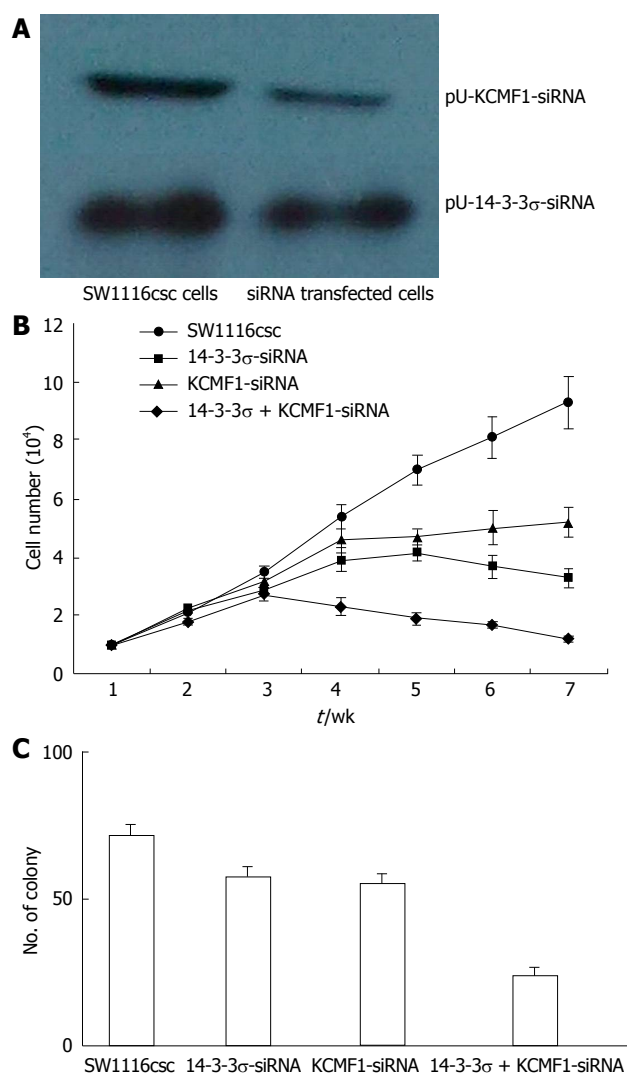 A
pU-KCMF1-siRNA
pU-14-3-3σ-siRNA
SW1116csc cells siRNA transfected cells
B
SW1116csc
14-3-3σ-siRNA
KCMF1-siRNA
14-3-3σ + KCMF1-siRNA
Cell number (10⁴)
12
10
8
6
4
2
0
1 2 3 4 5 6 7
t/wk
C
No. of colony
100
50
0
SW1116csc 14-3-3σ-siRNA KCMF1-siRNA 14-3-3σ + KCMF1-siRNA